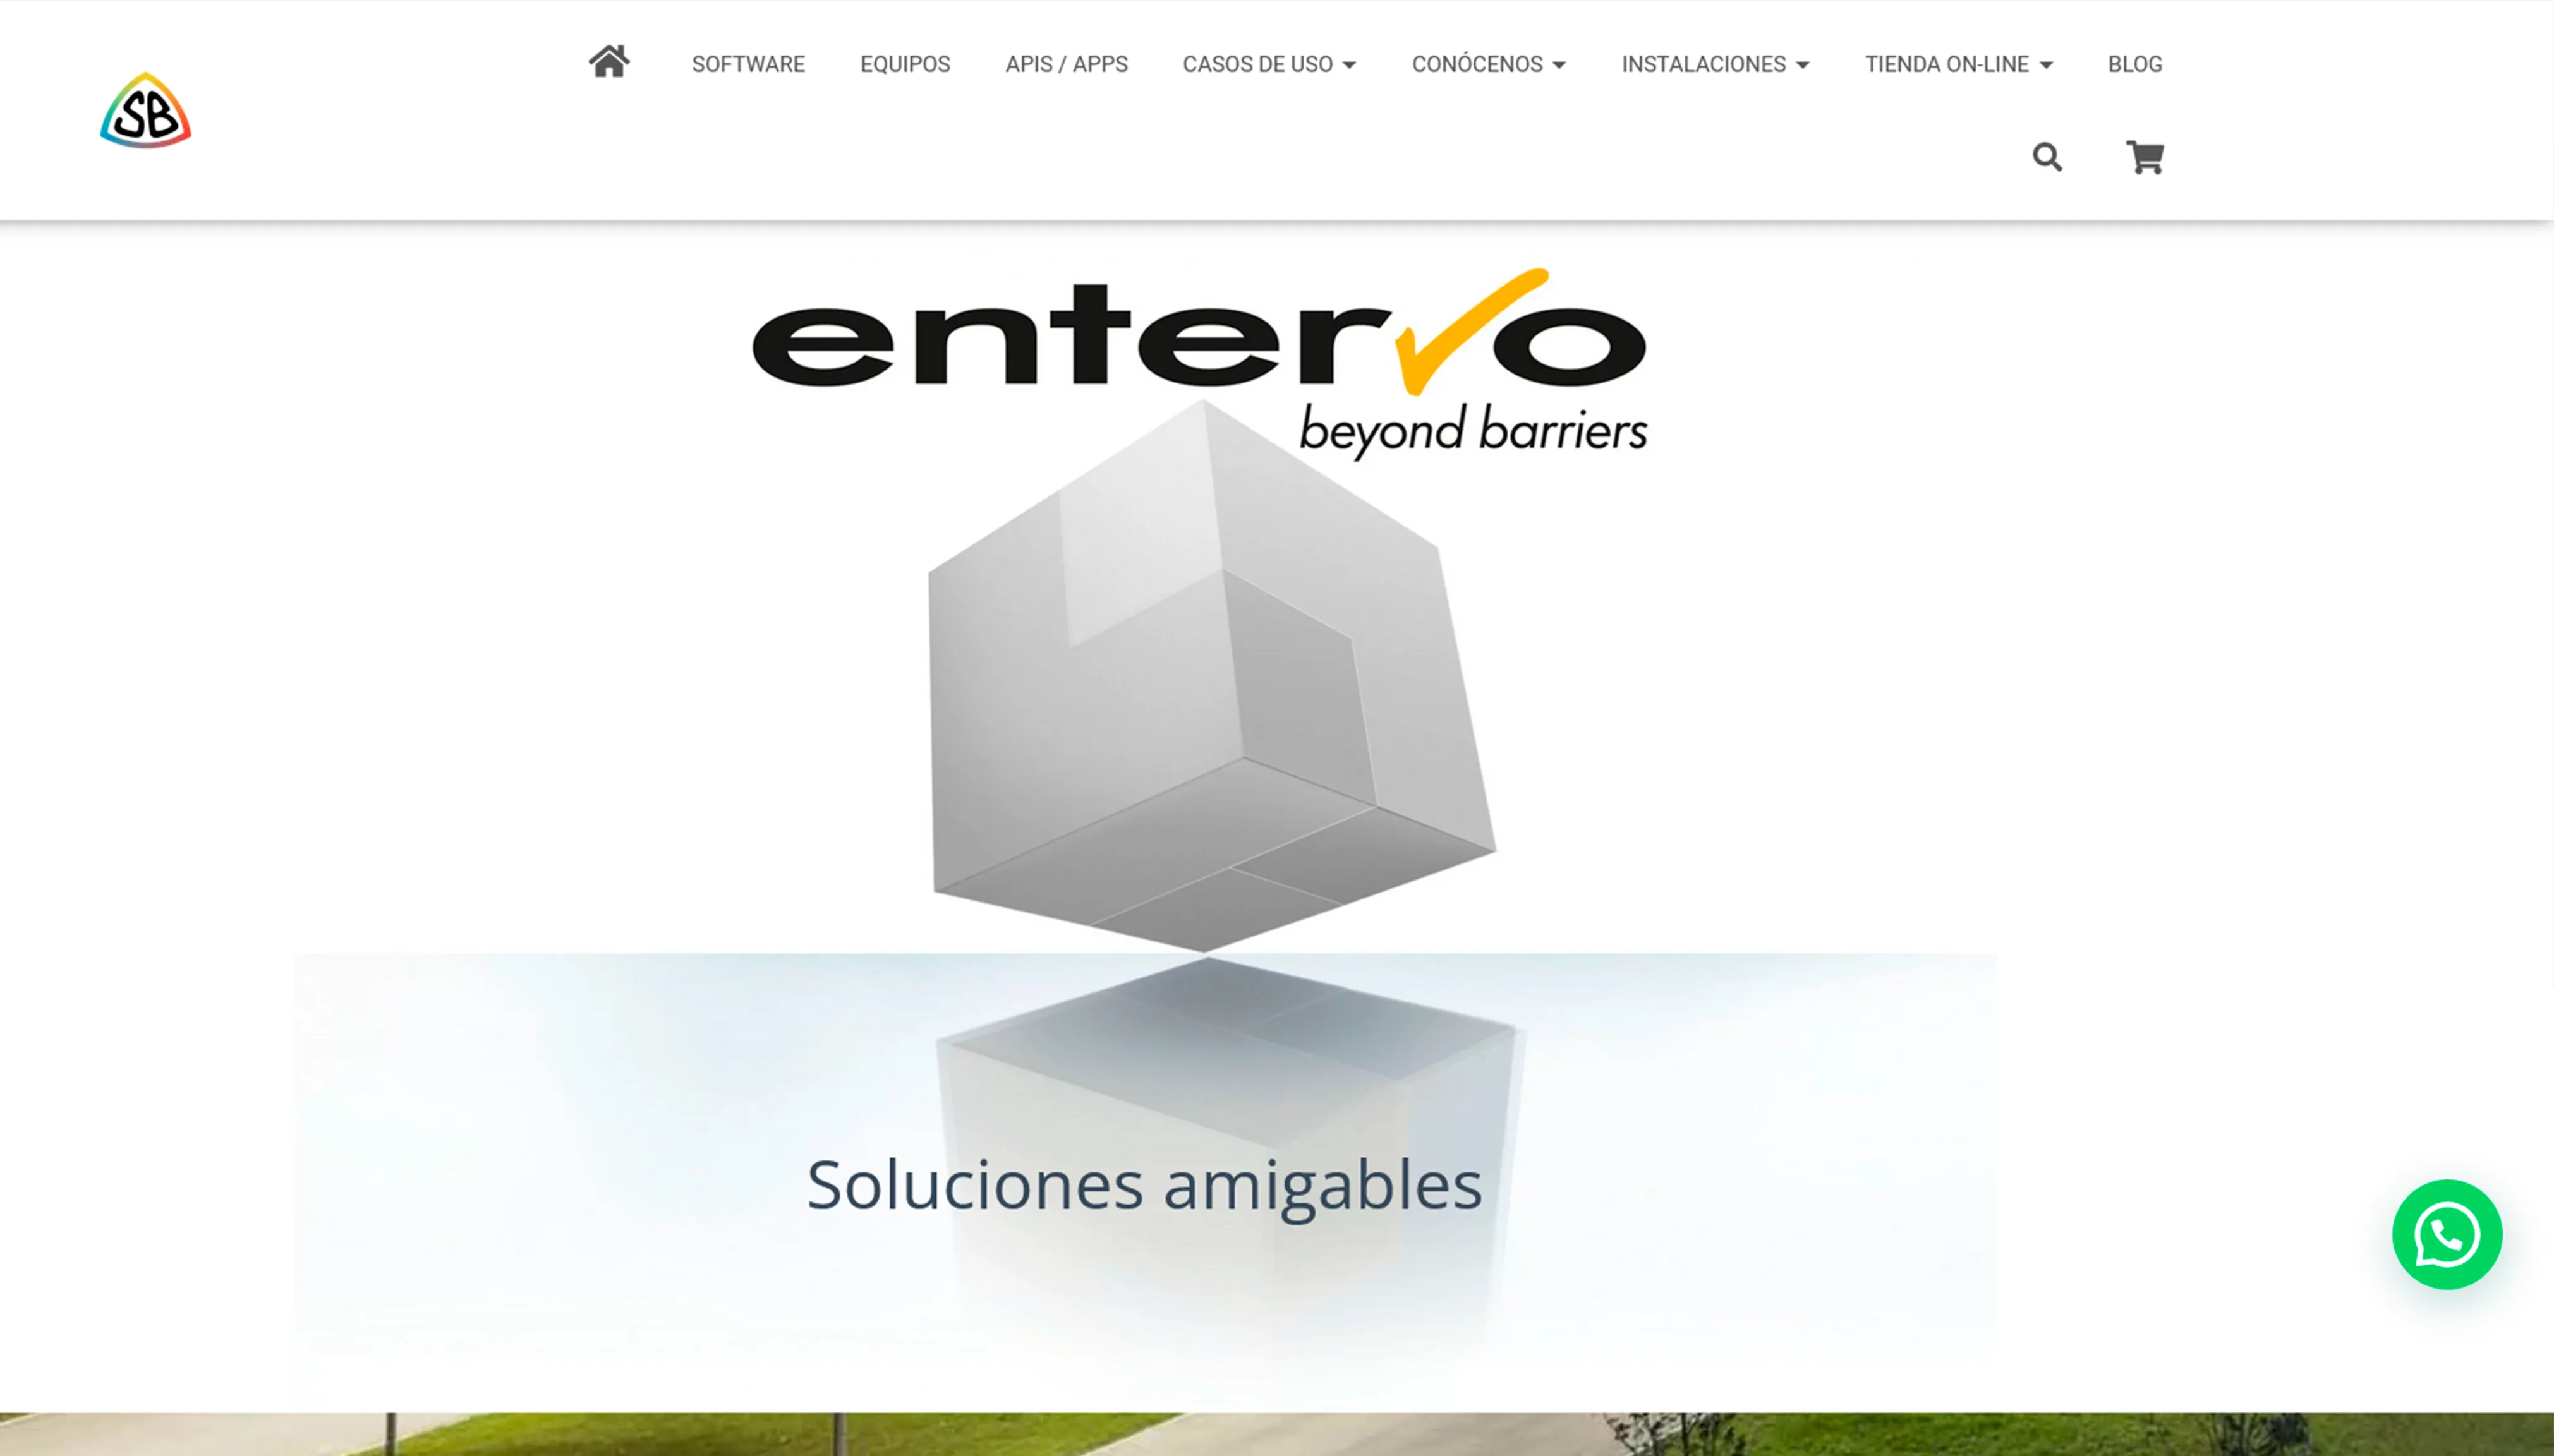 SB
SOFTWARE EQUIPOS APIS / APPS CASOS DE USO CONÓCENOS INSTALACIONES TIENDA ON-LINE BLOG
entervo
beyond barriers
Soluciones amigables